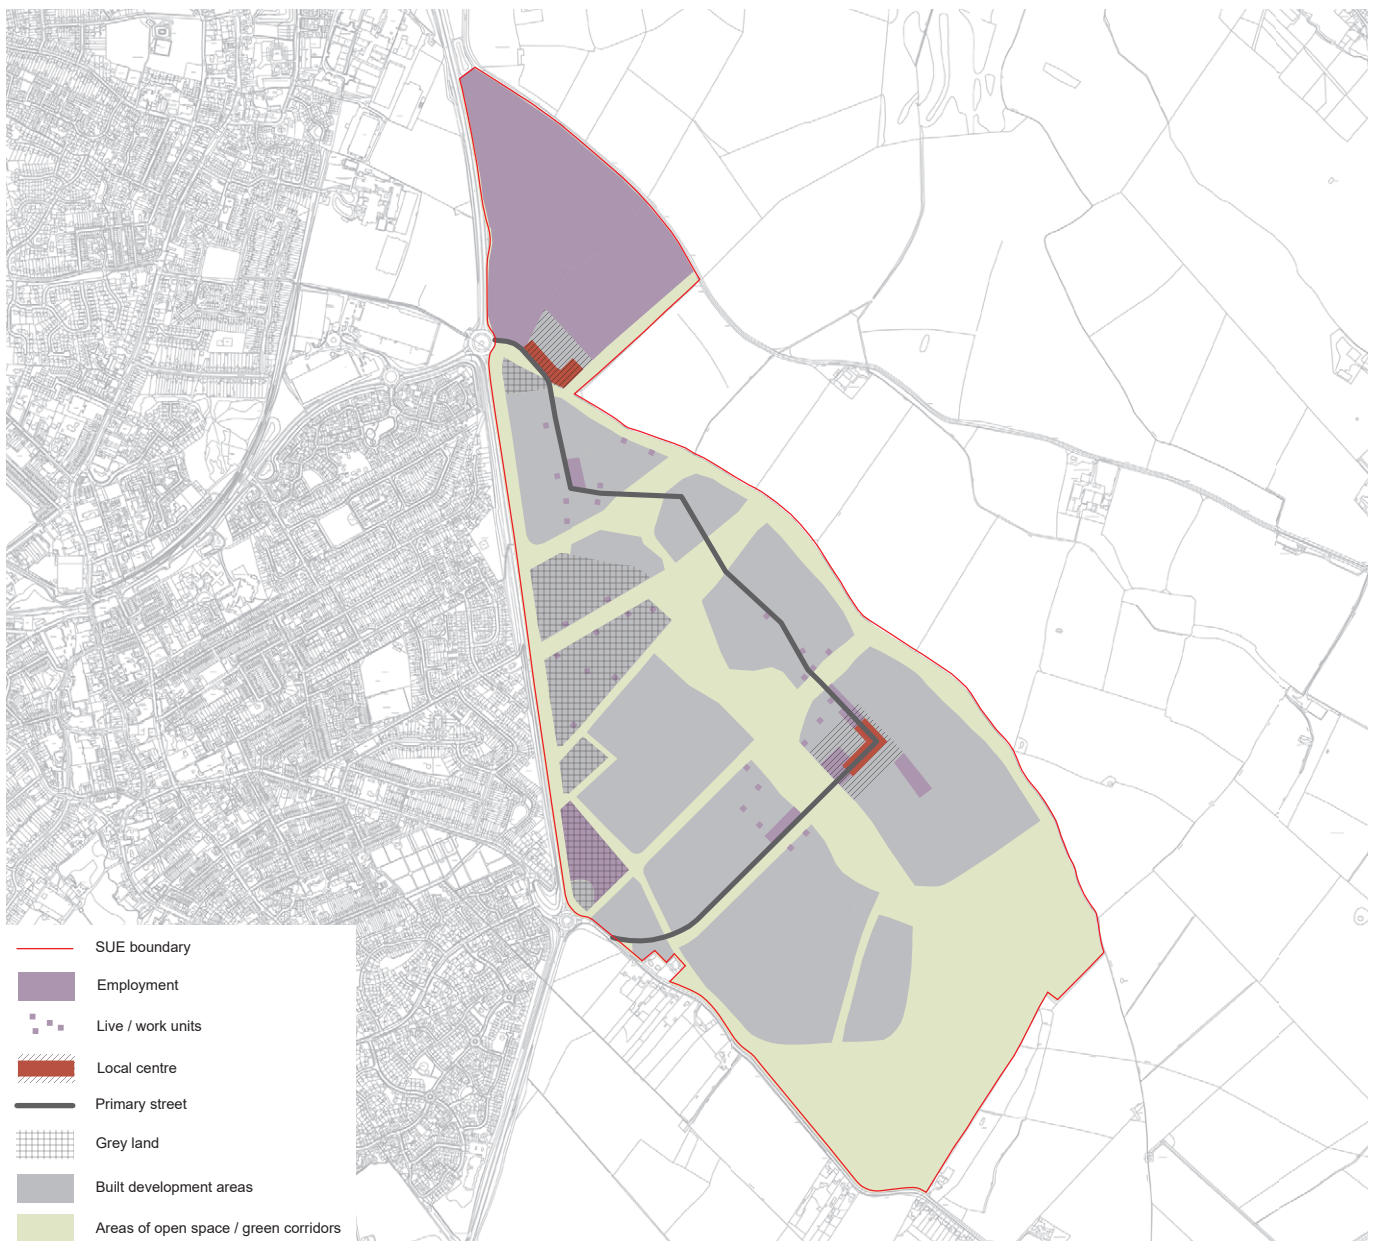 SUE boundary
Employment
Live / work units
Local centre
Primary street
Grey land
Built development areas
Areas of open space / green corridors